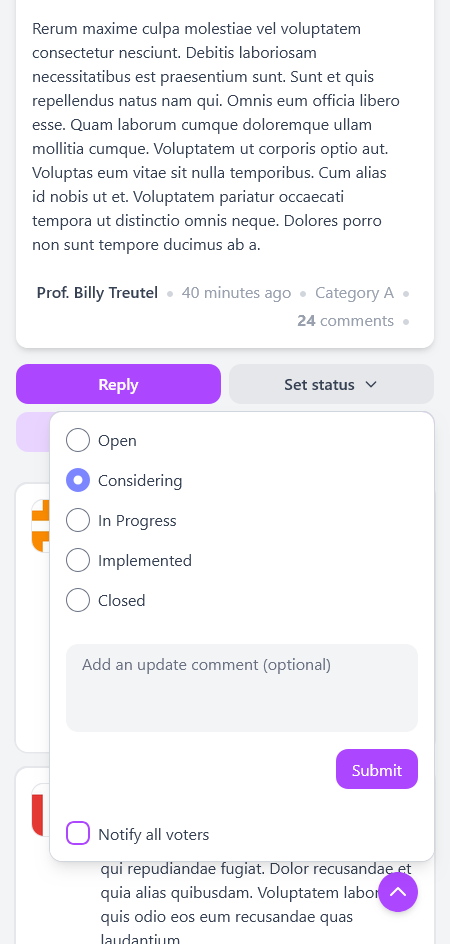 Rerum maxime culpa molestiae vel voluptatem
consectetur nesciunt. Debitis laboriosam
necessitatibus est praesentium sunt. Sunt et quis
repellendus natus nam qui. Omnis eum officia libero
esse. Quam laborum cumque doloremque ullam
mollitia cumque. Voluptatem ut corporis optio aut.
Voluptas eum vitae sit nulla temporibus. Cum alias
id nobis ut et. Voluptatem pariatur occaecati
tempora ut distinctio omnis neque. Dolores porro
non sunt tempore ducimus ab a.
Prof. Billy Treutel • 40 minutes ago • Category A •
24 comments •
Reply
Set status
Open
Considering
In Progress
Implemented
Closed
Add an update comment (optional)
Submit
Notify all voters
qui repudiandae fugiat. Dolor recusandae et
quia alias quibusdam. Voluptatem
quis odio eos eum recusandae quas
laudantium